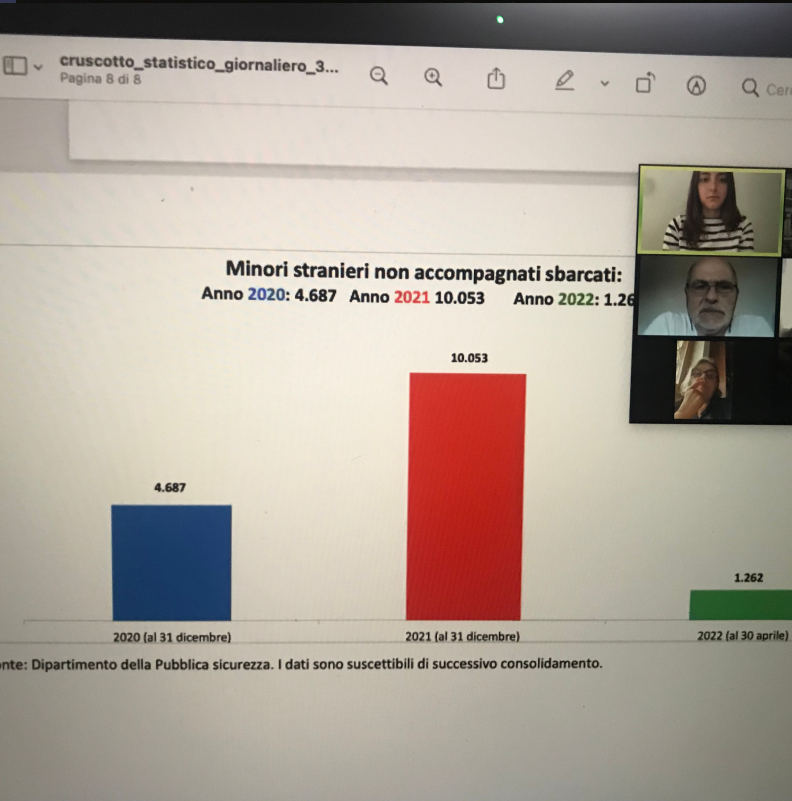 cruscotto_statistico_giornaliero_3...
Pagina 8 di 8
Cer
Minori stranieri non accompagnati sbarcati:
Anno 2020: 4.687 Anno 2021 10.053 Anno 2022: 1.26
10.053
4.687
1.262
2020 (al 31 dicembre)
2021 (al 31 dicembre)
2022 (al 30 aprile)
nte: Dipartimento della Pubblica sicurezza. I dati sono suscettibili di successivo consolidamento.